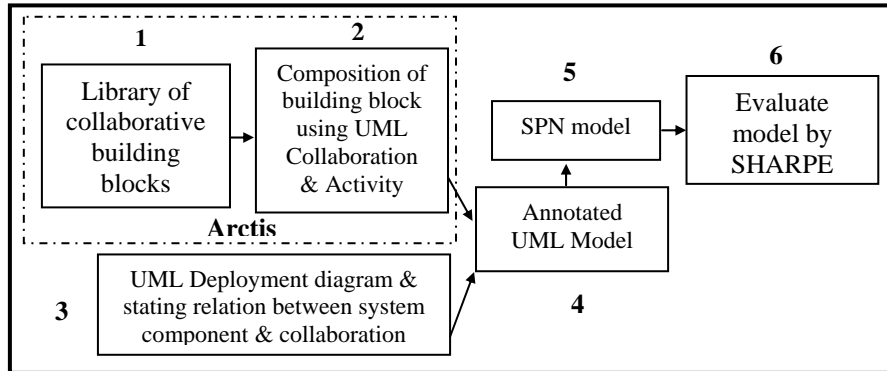 1
Library of
collaborative
building
blocks
2
Composition of
building block
using UML
Collaboration
& Activity
Arctis
3
UML Deployment diagram &
stating relation between system
component & collaboration
Annotated
UML Model
4
5
SPN model
6
Evaluate
model by
SHARPE